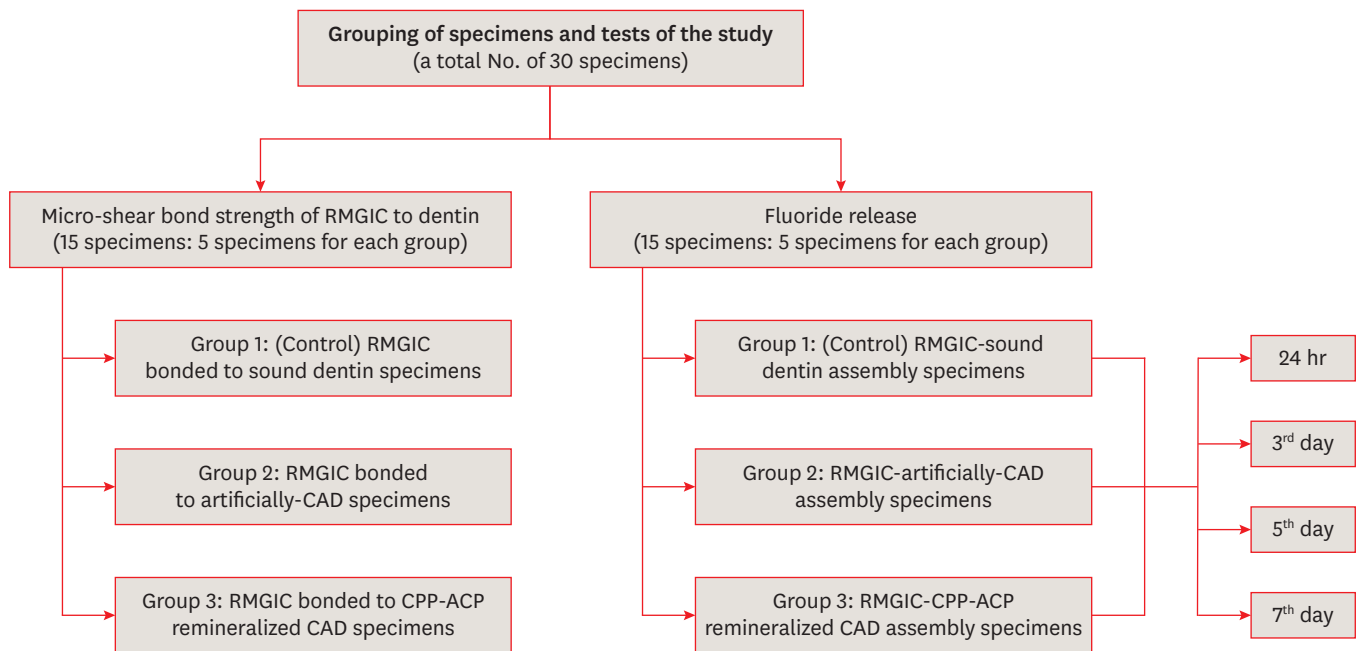 Grouping of specimens and tests of the study
(a total No. of 30 specimens)
Micro-shear bond strength of RMGIC to dentin
(15 specimens: 5 specimens for each group)
Group 1: (Control) RMGIC
bonded to sound dentin specimens
Group 2: RMGIC bonded
to artificially-CAD specimens
Group 3: RMGIC bonded to CPP-ACP
remineralized CAD specimens
Fluoride release
(15 specimens: 5 specimens for each group)
Group 1: (Control) RMGIC-sound
dentin assembly specimens
Group 2: RMGIC-artificially-CAD
assembly specimens
Group 3: RMGIC-CPP-ACP
remineralized CAD assembly specimens
24 hr
3rd day
5th day
7th day